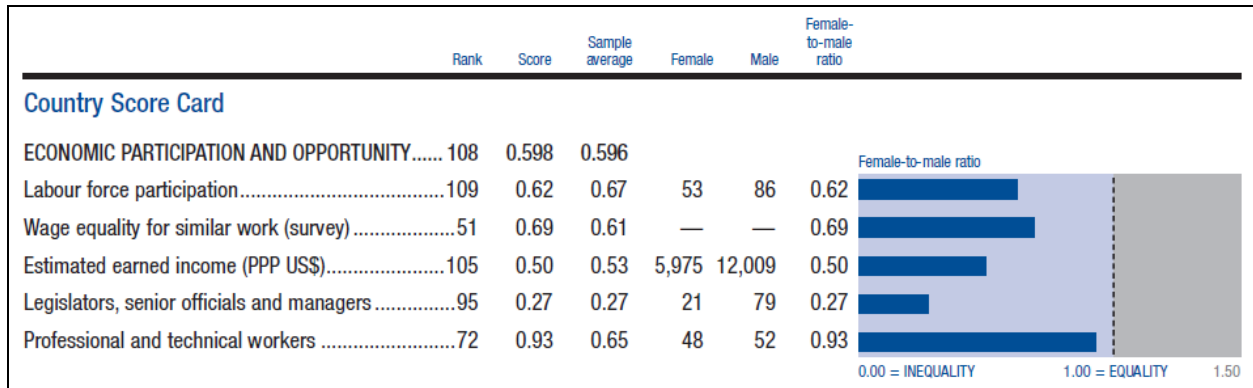 Rank Score Sample average Female Male Female-to-male ratio
Country Score Card
ECONOMIC PARTICIPATION AND OPPORTUNITY...... 108 0.598 0.596
Female-to-male ratio
Labour force participation.....................................109 0.62 0.67 53 86 0.62
Wage equality for similar work (survey)...................51 0.69 0.61 — — 0.69
Estimated earned income (PPP US$)......................105 0.50 0.53 5,975 12,009 0.50
Legislators, senior officials and managers...............95 0.27 0.27 21 79 0.27
Professional and technical workers .........................72 0.93 0.65 48 52 0.93
0.00 = INEQUALITY 1.00 = EQUALITY 1.50